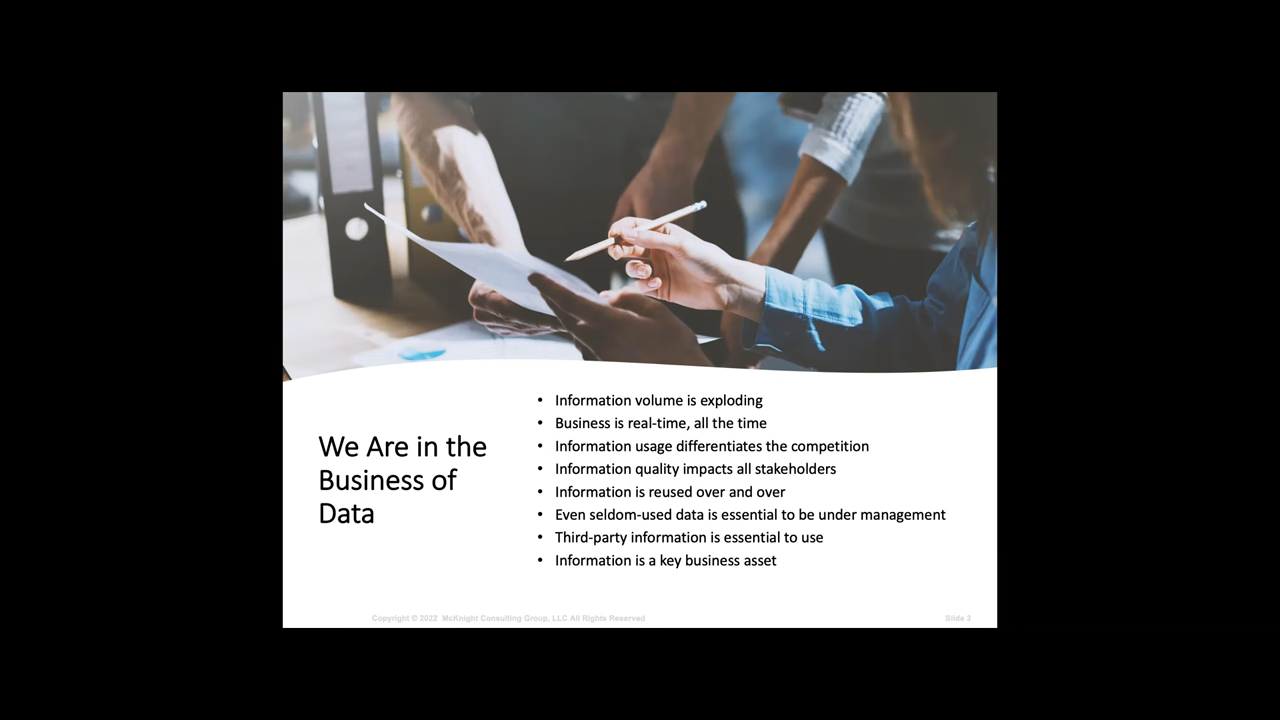 We Are in the
Business of
Data
• Information volume is exploding
• Business is real-time, all the time
• Information usage differentiates the competition
• Information quality impacts all stakeholders
• Information is reused over and over
• Even seldom-used data is essential to be under management
• Third-party information is essential to use
• Information is a key business asset
Copyright © 2022 McKnight Consulting Group, LLC All Rights Reserved
Slide 3